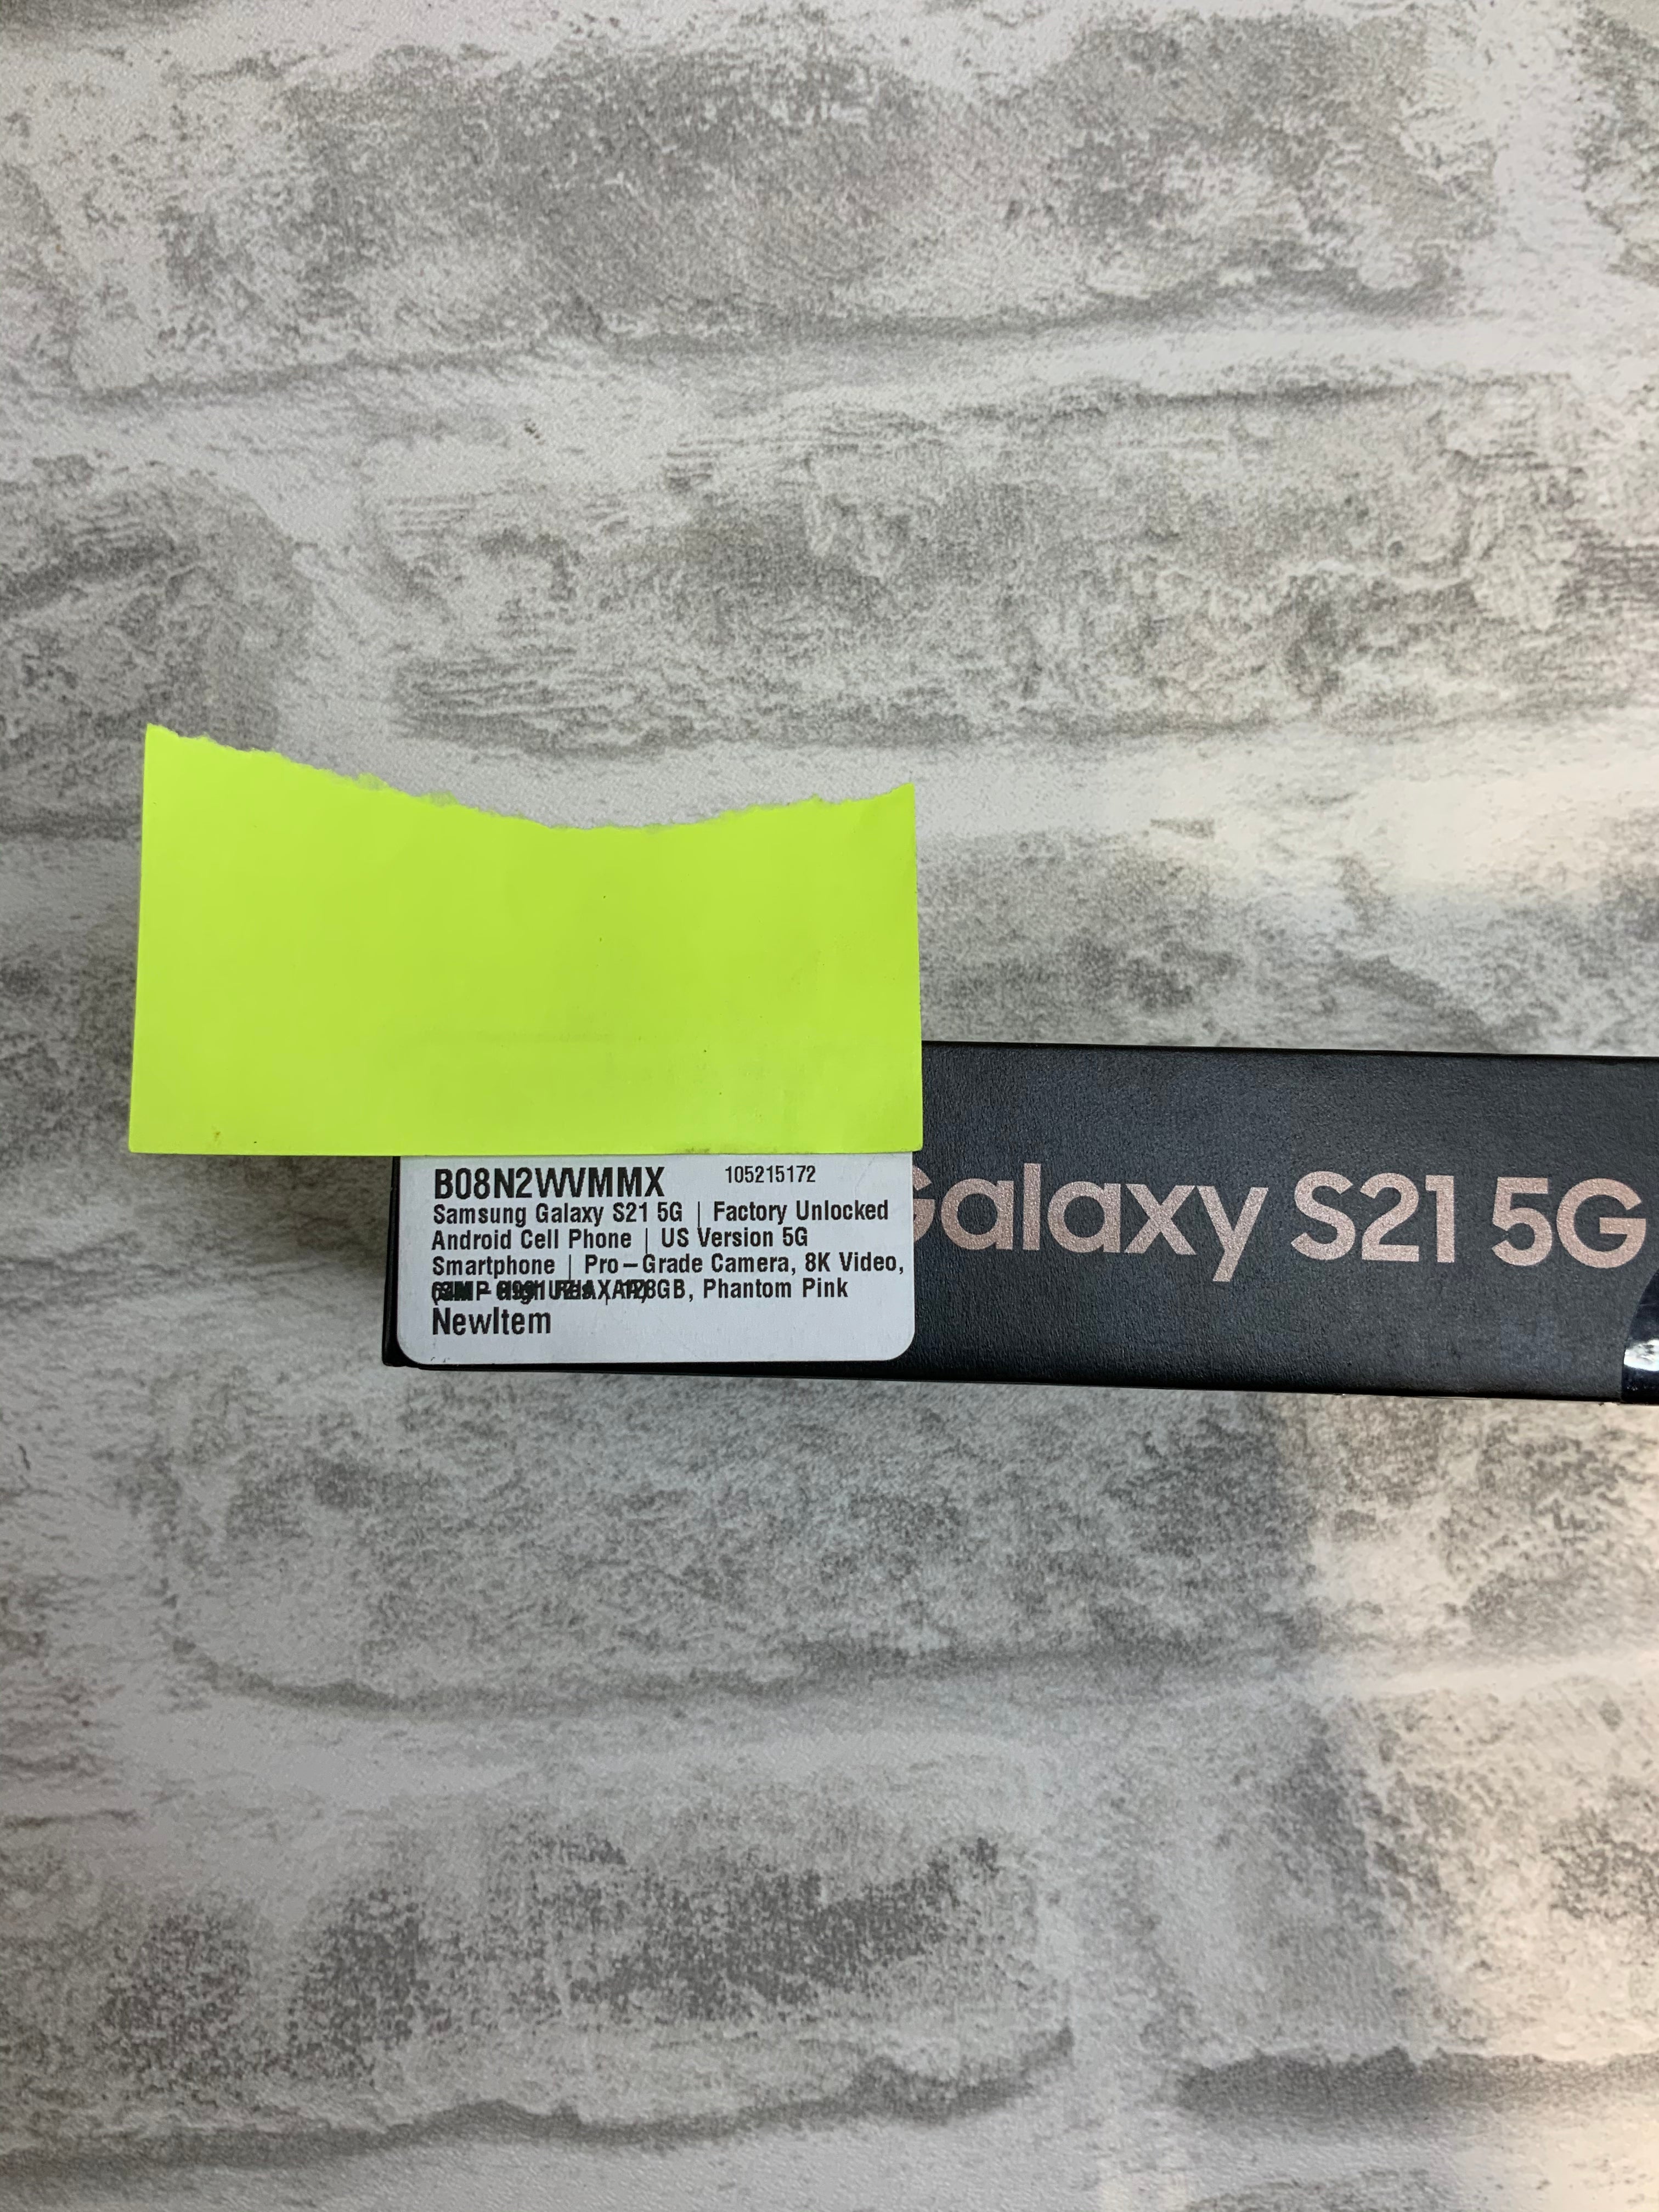 B08N2WVMMX 105215172
Samsung Galaxy S21 5G | Factory Unlocked
Android Cell Phone | US Version 5G
Smartphone | Pro-Grade Camera, 8K Video,
128GB, Phantom Pink
NewItem
Galaxy S21 5G